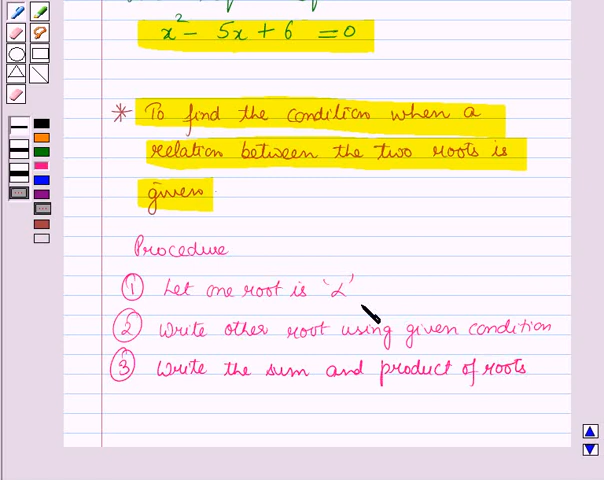 x² - 5x + 6 = 0
* To find the condition when a
relation between the two roots is
given.
Procedure
① Let one root is 'α'
② Write other root using given condition
③ Write the sum and product of roots